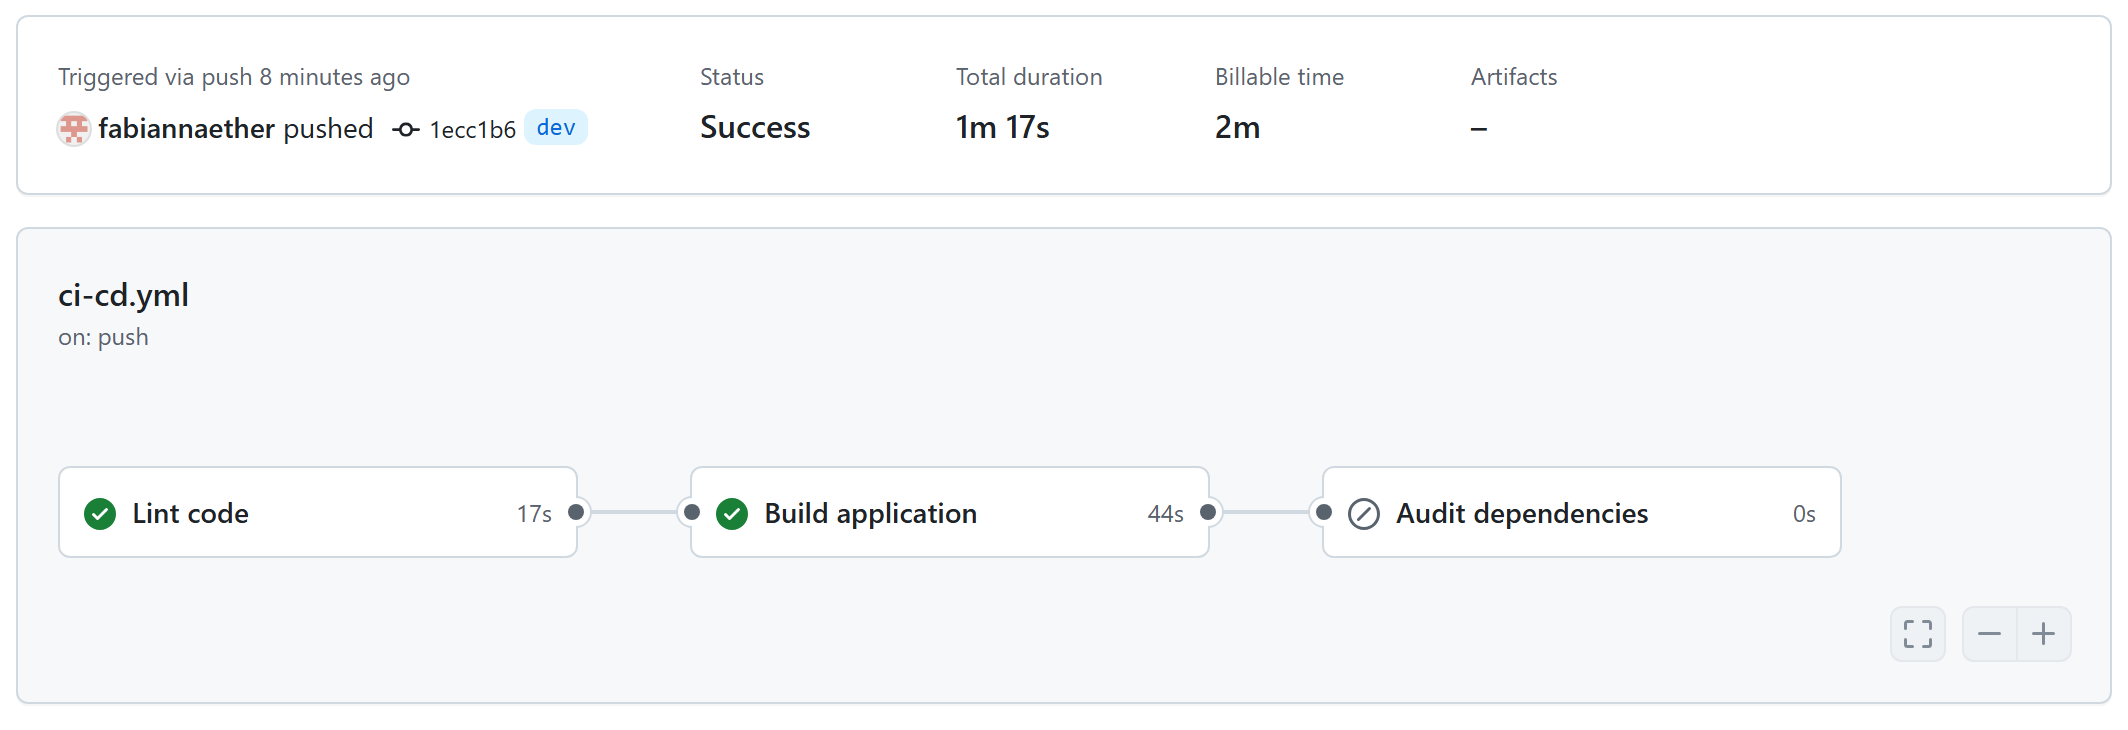 Triggered via push 8 minutes ago
fabiannaether pushed 1ecc1b6 dev
Status
Success
Total duration
1m 17s
Billable time
2m
Artifacts
–
ci-cd.yml
on: push
Lint code 17s
Build application 44s
Audit dependencies 0s